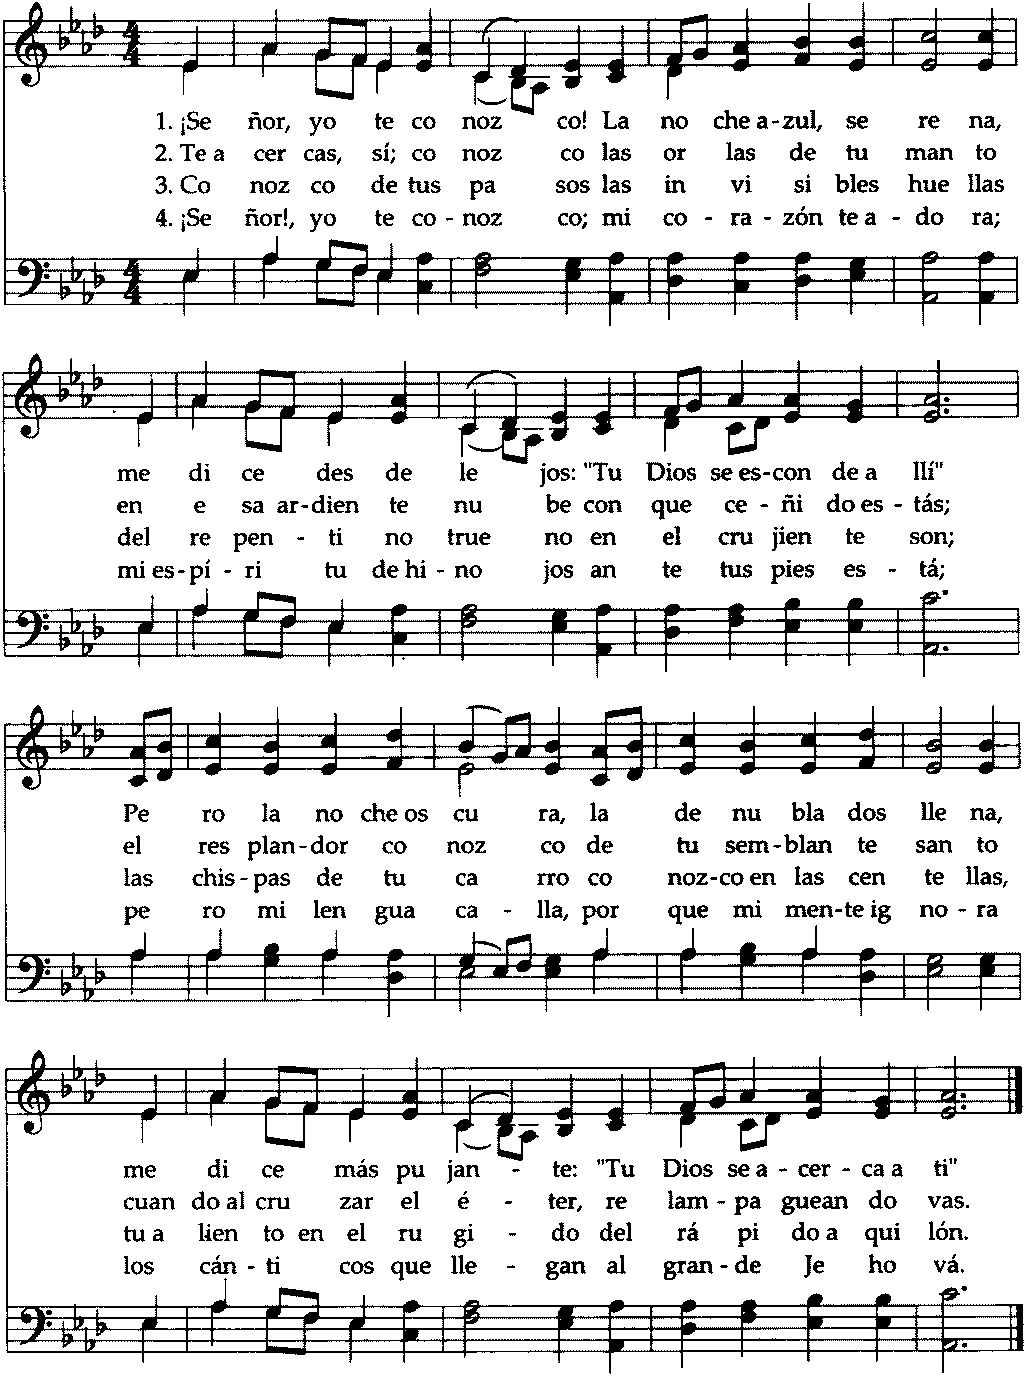 4
4
1. ¡Se ñor, yo te co noz co! La no che a-zul, se re na,
2. Te a cer cas, sí; co noz co las or las de tu man to
3. Co noz co de tus pa sos las in vi si bles hue llas
4. ¡Se ñor!, yo te co - noz co; mi co - ra - zón te a - do ra;
4
4
me di ce des de le jos: "Tu Dios se es-con de a llí"
en e sa ar-dien te nu be con que ce - ñi do es - tás;
del re pen - ti no true no en el cru jien te son;
mi es-pí - ri tu de hi - no jos an te tus pies es - tá;
Pe ro la no che os cu ra, la de nu bla dos lle na,
el res plan-dor co noz co de tu sem-blan te san to
las chis-pas de tu ca rro co noz-co en las cen te llas,
pe ro mi len gua ca - lla, por que mi men-te ig no - ra
me di ce más pu jan - te: "Tu Dios se a - cer - ca a ti"
cuan do al cru zar el é - ter, re lam - pa guean do vas.
tu a lien to en el ru gi - do del rá pi do a qui lón.
los cán - ti cos que lle - gan al gran - de Je ho vá.